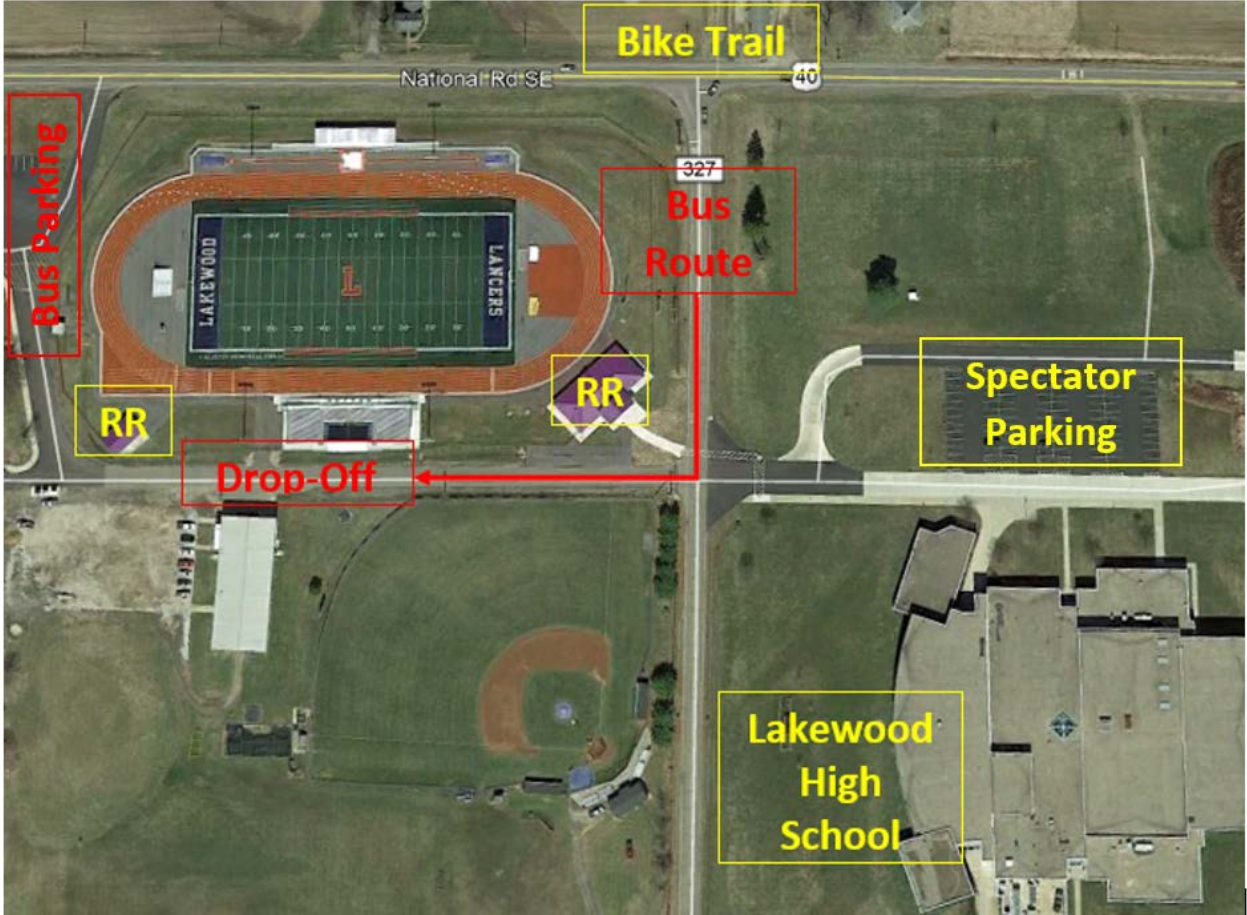 Bike Trail
National Rd SE
40
Bus Parking
327
Bus
Route
LAKEWOOD
L
LANCERS
Spectator
Parking
RR
RR
Drop-Off
Lakewood
High
School